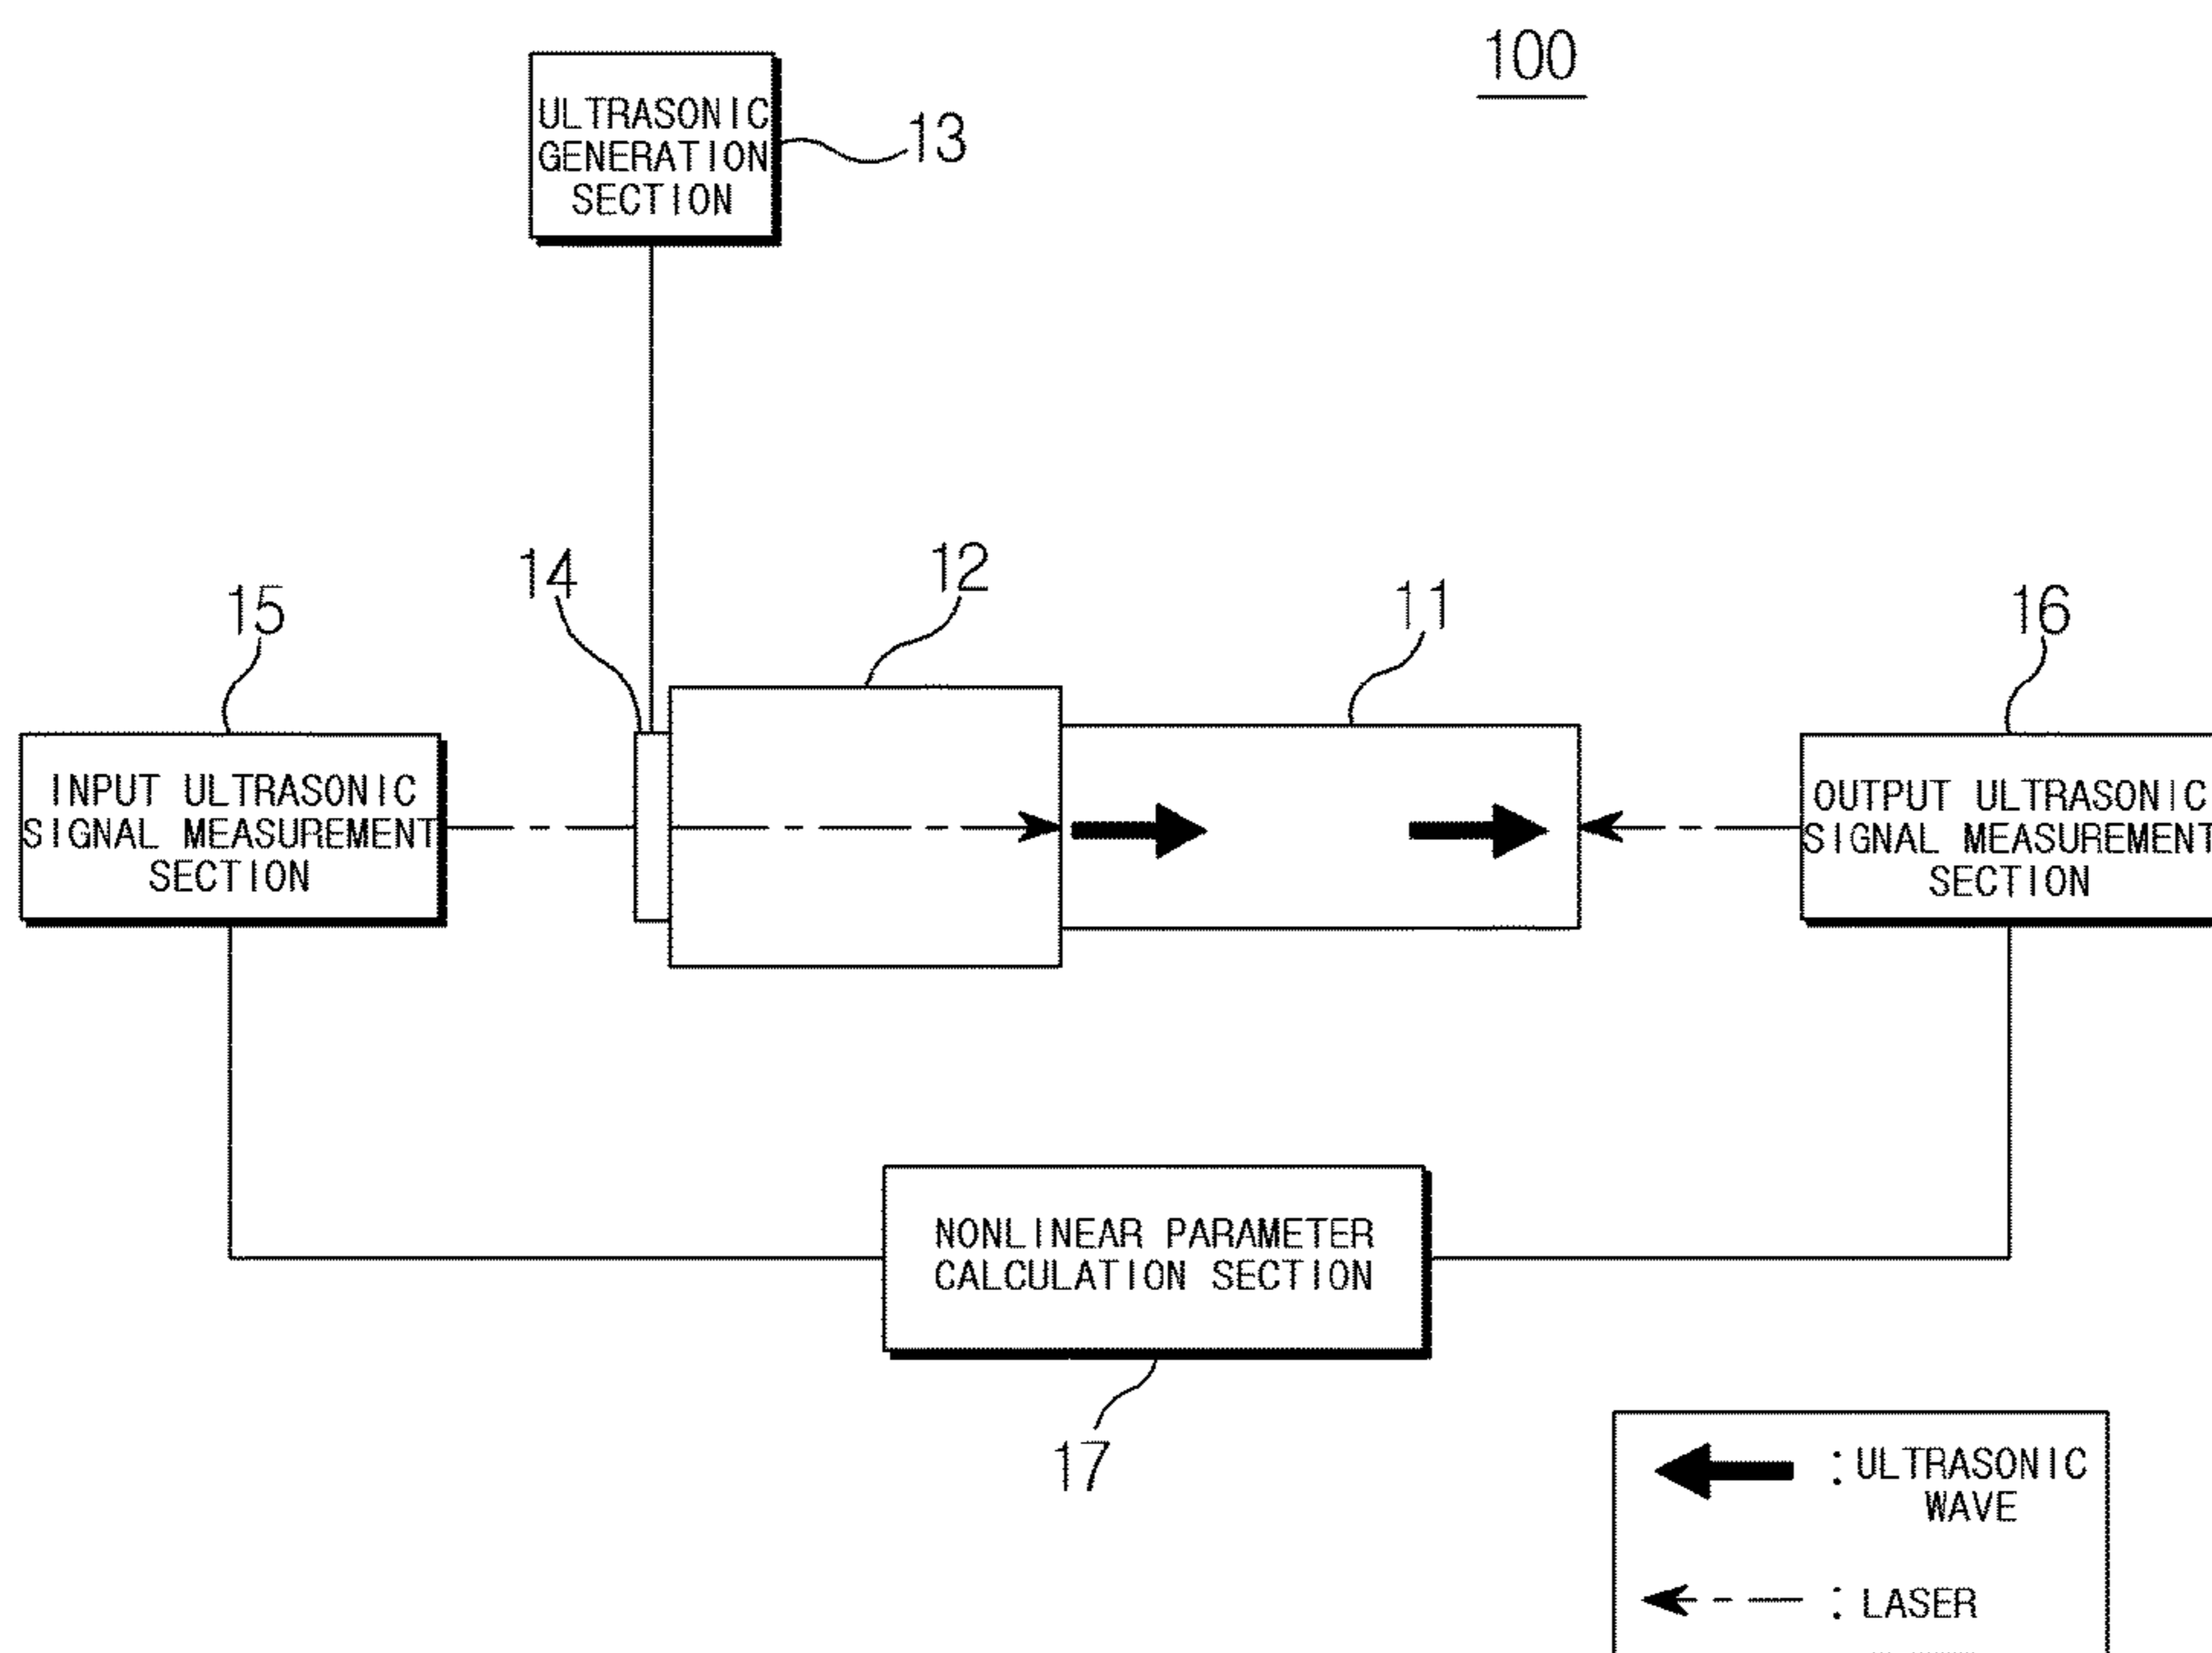 100
ULTRASONIC
GENERATION
SECTION
13
14
12
11
15
16
INPUT ULTRASONIC
SIGNAL MEASUREMENT
SECTION
OUTPUT ULTRASONIC
SIGNAL MEASUREMENT
SECTION
NONLINEAR PARAMETER
CALCULATION SECTION
17
: ULTRASONIC
WAVE
: LASER